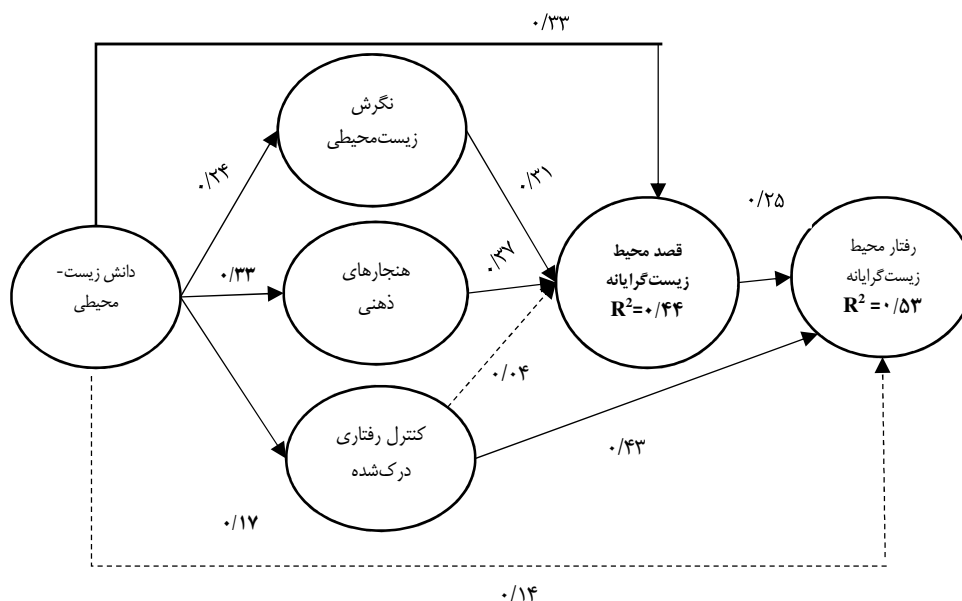 ۰/۳۳
نگرش
زیست‌محیطی
۰/۲۴
۰/۳۱
۰/۲۵
دانش زیست-
محیطی
۰/۳۳
هنجارهای
ذهنی
۰/۳۷
قصد محیط
زیست‌گرایانه
R²=۰/۴۴
رفتار محیط
زیست‌گرایانه
R² =۰/۵۳
۰/۰۴
کنترل رفتاری
درک‌شده
۰/۴۳
۰/۱۷
۰/۱۴